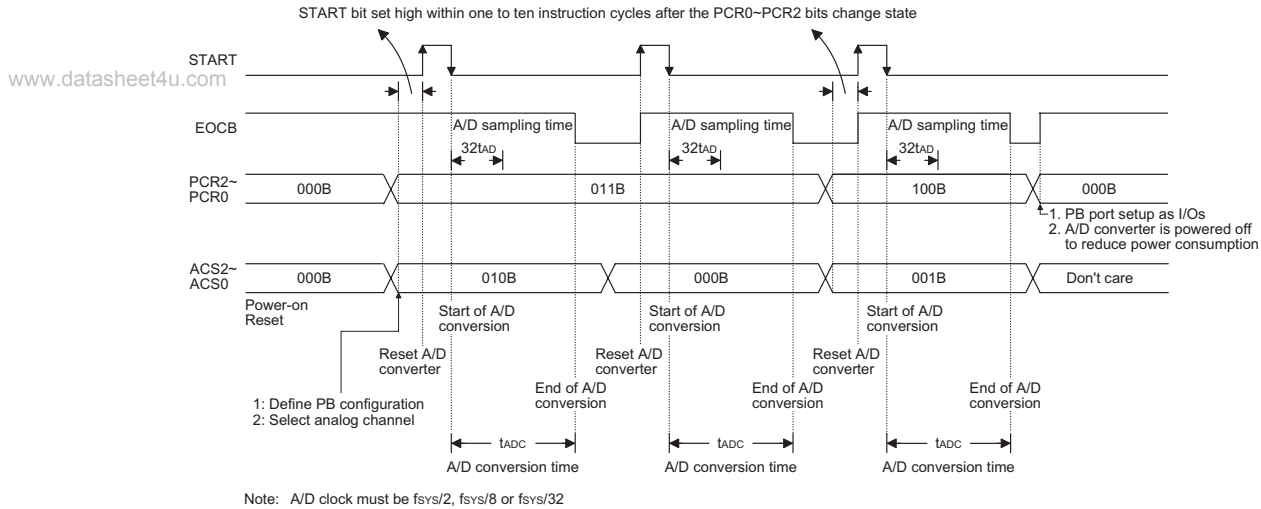 START bit set high within one to ten instruction cycles after the PCR0~PCR2 bits change state
START
www.datasheet4u.com
EOCB
A/D sampling time
A/D sampling time
A/D sampling time
32tAD
32tAD
32tAD
PCR2~
PCR0
000B
011B
100B
000B
1. PB port setup as I/Os
2. A/D converter is powered off
to reduce power consumption
ACS2~
ACS0
000B
010B
000B
001B
Don't care
Power-on
Reset
Start of A/D
conversion
Start of A/D
conversion
Start of A/D
conversion
Reset A/D
converter
Reset A/D
converter
Reset A/D
converter
End of A/D
conversion
End of A/D
conversion
End of A/D
conversion
1: Define PB configuration
2: Select analog channel
tADC
tADC
tADC
A/D conversion time
A/D conversion time
A/D conversion time
Note: A/D clock must be fSYS/2, fSYS/8 or fSYS/32